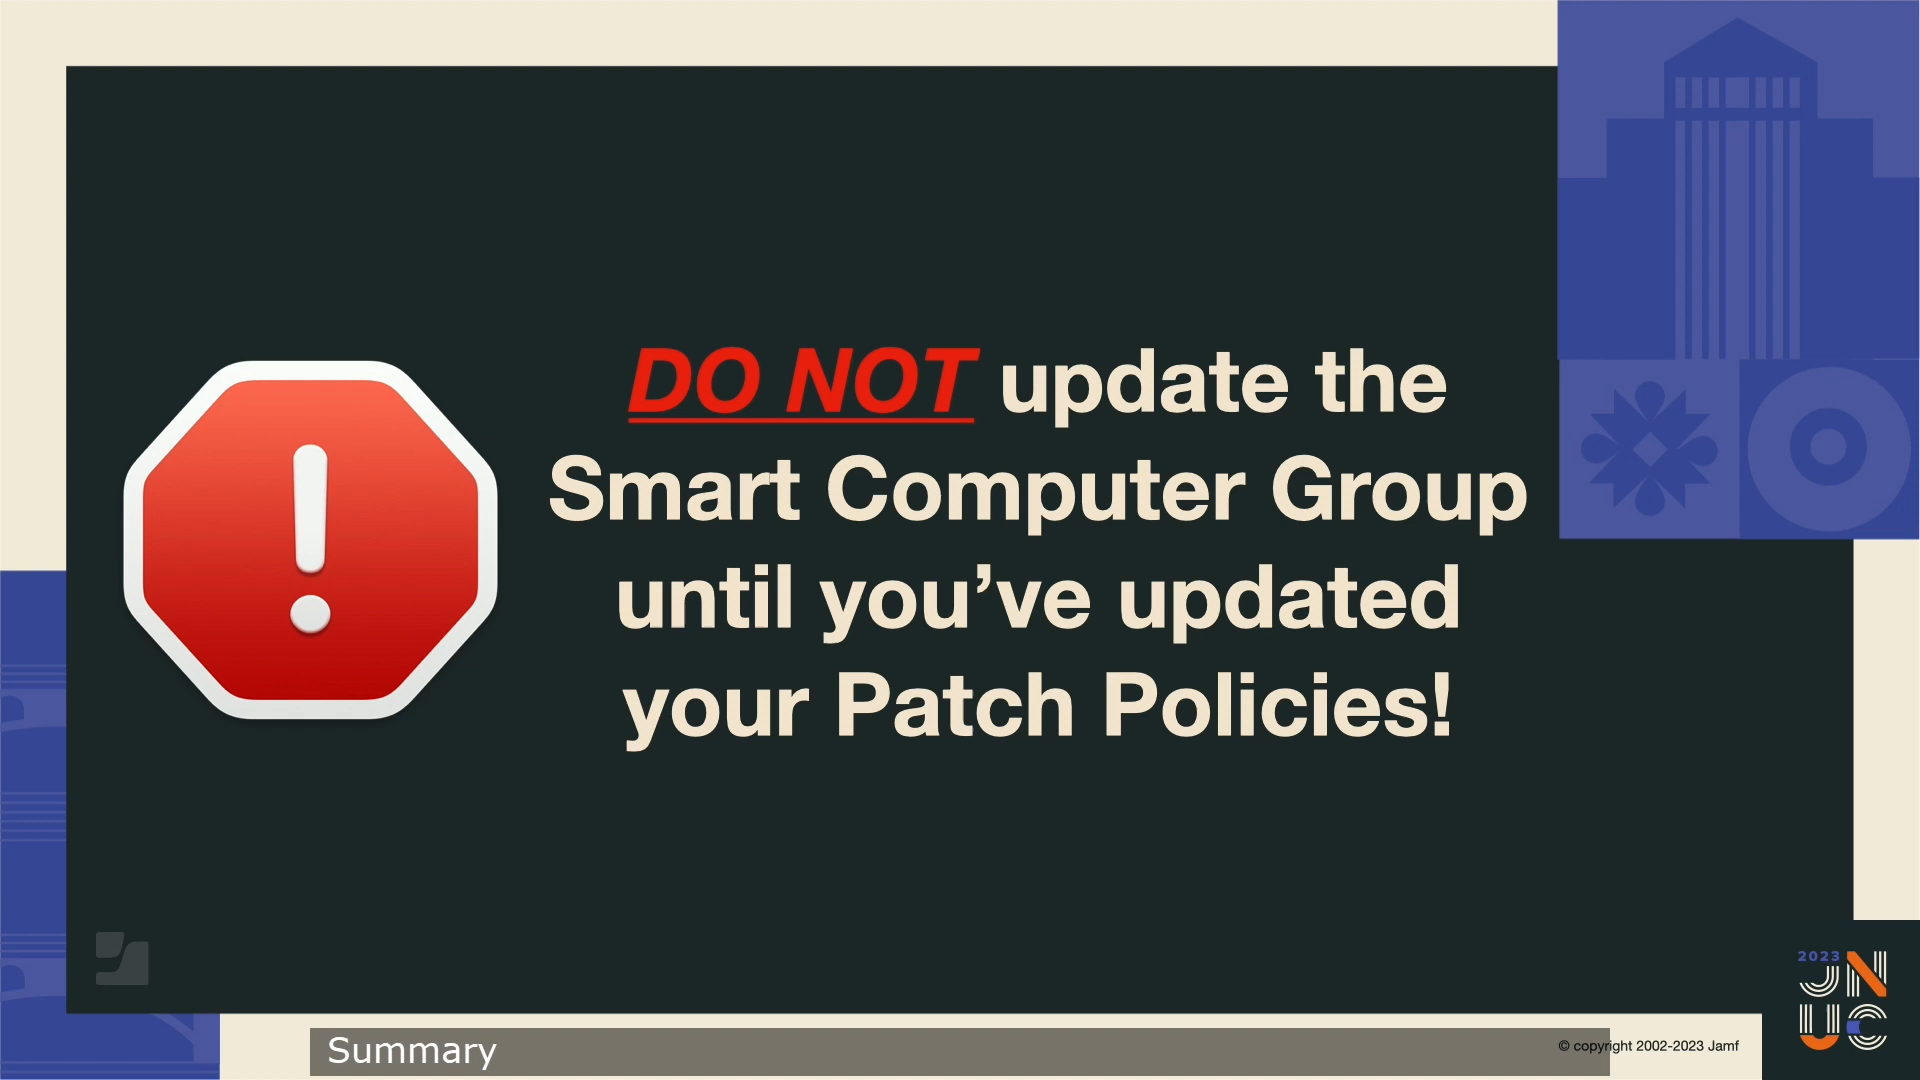 DO NOT update the
Smart Computer Group
until you’ve updated
your Patch Policies!
Summary
© copyright 2002-2023 Jamf
2023
JN
UC